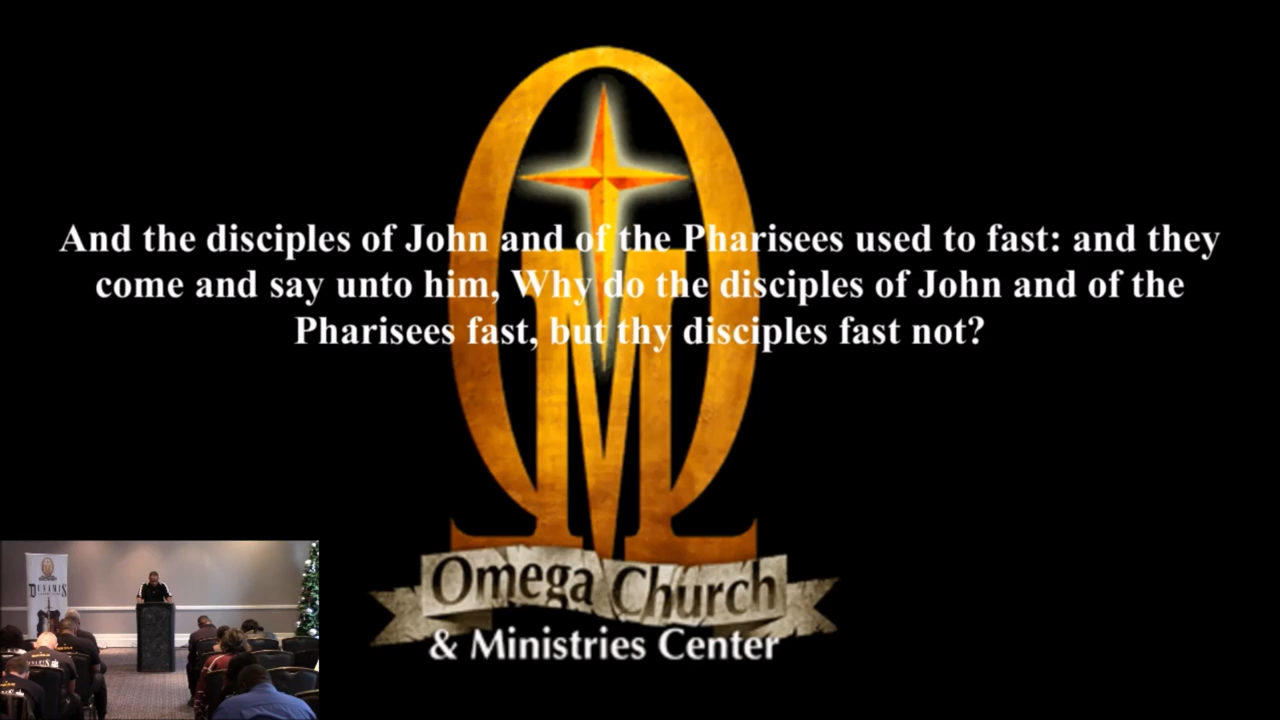 And the disciples of John and of the Pharisees used to fast: and they
come and say unto him, Why do the disciples of John and of the
Pharisees fast, but thy disciples fast not?
Omega Church
& Ministries Center
DUNAMIS